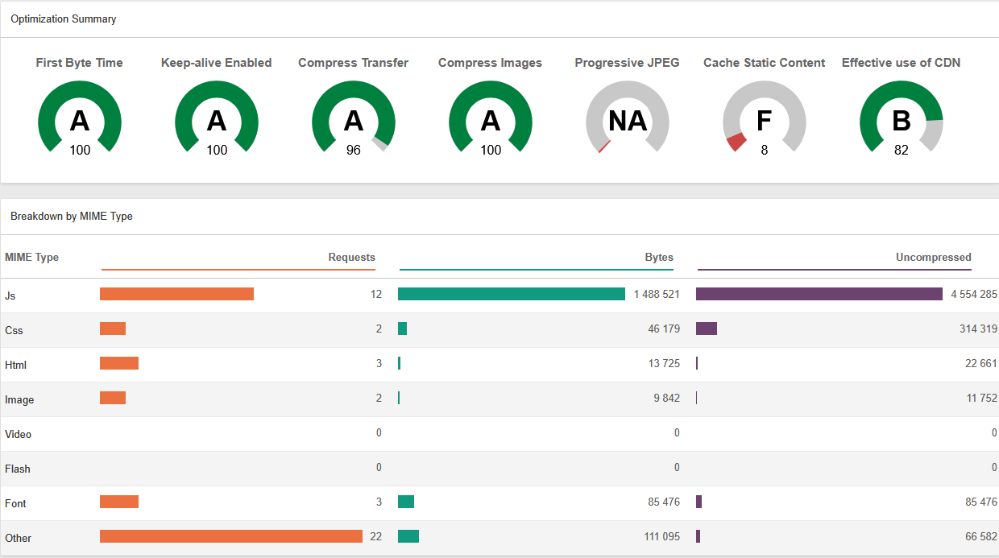 Optimization Summary
First Byte Time Keep-alive Enabled Compress Transfer Compress Images Progressive JPEG Cache Static Content Effective use of CDN
A A A A NA F B
100 100 96 100 8 82
Breakdown by MIME Type
MIME Type Requests Bytes Uncompressed
Js 12 1 488 521 4 554 285
Css 2 46 179 314 319
Html 3 13 725 22 661
Image 2 9 842 11 752
Video 0 0 0
Flash 0 0 0
Font 3 85 476 85 476
Other 22 111 095 66 582